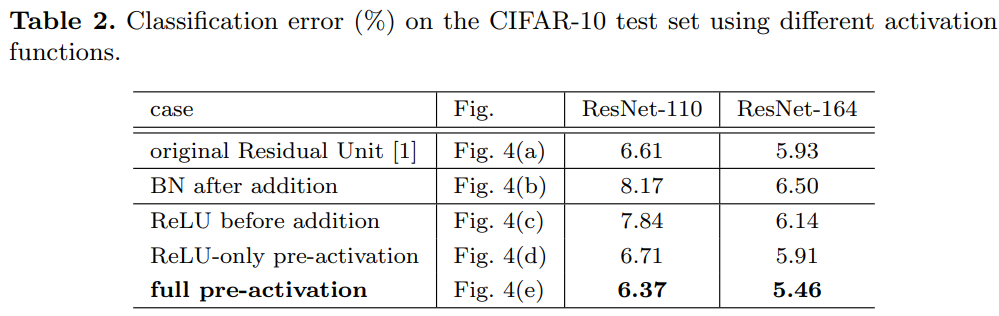 Table 2. Classification error (%) on the CIFAR-10 test set using different activation
functions.
case Fig. ResNet-110 ResNet-164
original Residual Unit [1] Fig. 4(a) 6.61 5.93
BN after addition Fig. 4(b) 8.17 6.50
ReLU before addition Fig. 4(c) 7.84 6.14
ReLU-only pre-activation Fig. 4(d) 6.71 5.91
full pre-activation Fig. 4(e) 6.37 5.46